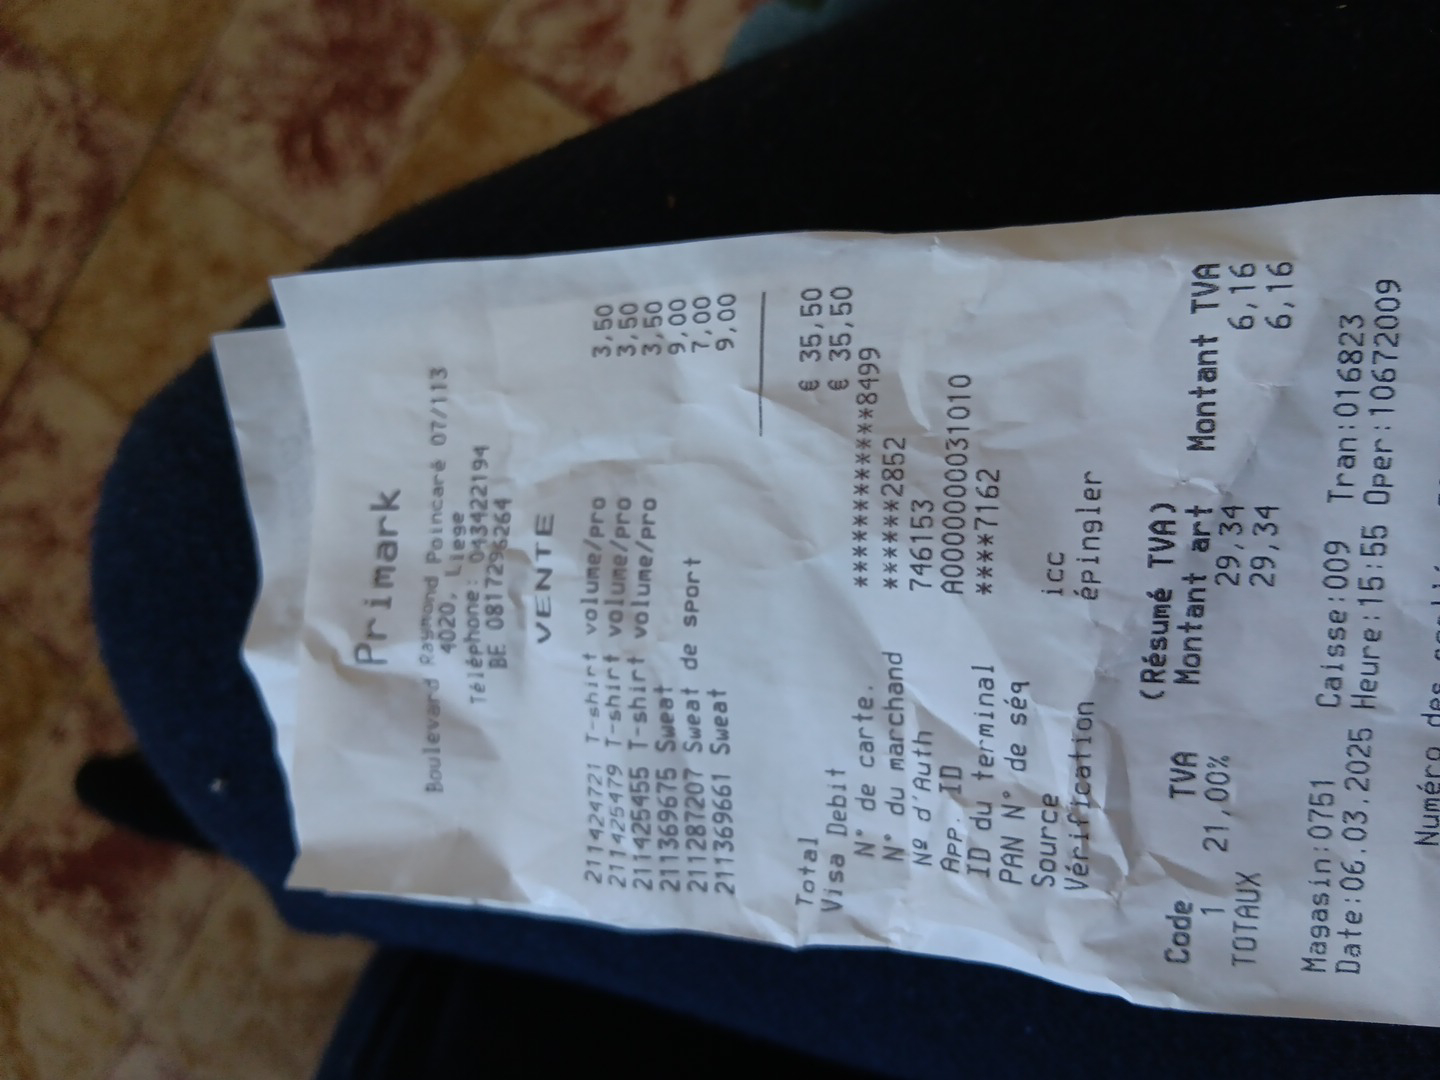 Primark
Boulevard Raymond Poincaré 07/113
4020, Liege
Téléphone: 043422194
BE 0817296264
VENTE
211424721 T-shirt volume/pro 3,50
211425479 T-shirt volume/pro 3,50
211425455 T-shirt volume/pro 3,50
211369675 Sweat 9,00
211287207 Sweat de sport 7,00
211369661 Sweat 9,00
Total € 35,50
Visa Debit € 35,50
N° de carte. ************8499
N° du marchand ******2852
Nº d'Auth 746153
App. ID A0000000031010
ID du terminal ****7162
PAN N° de séq
Source icc
Vérification épingler
(Résumé TVA)
Code TVA Montant art Montant TVA
1 21,00% 29,34 6,16
TOTAUX 29,34 6,16
Magasin:0751 Caisse:009 Tran:016823
Date:06.03.2025 Heure:15:55 Oper:10672009
Numéro des